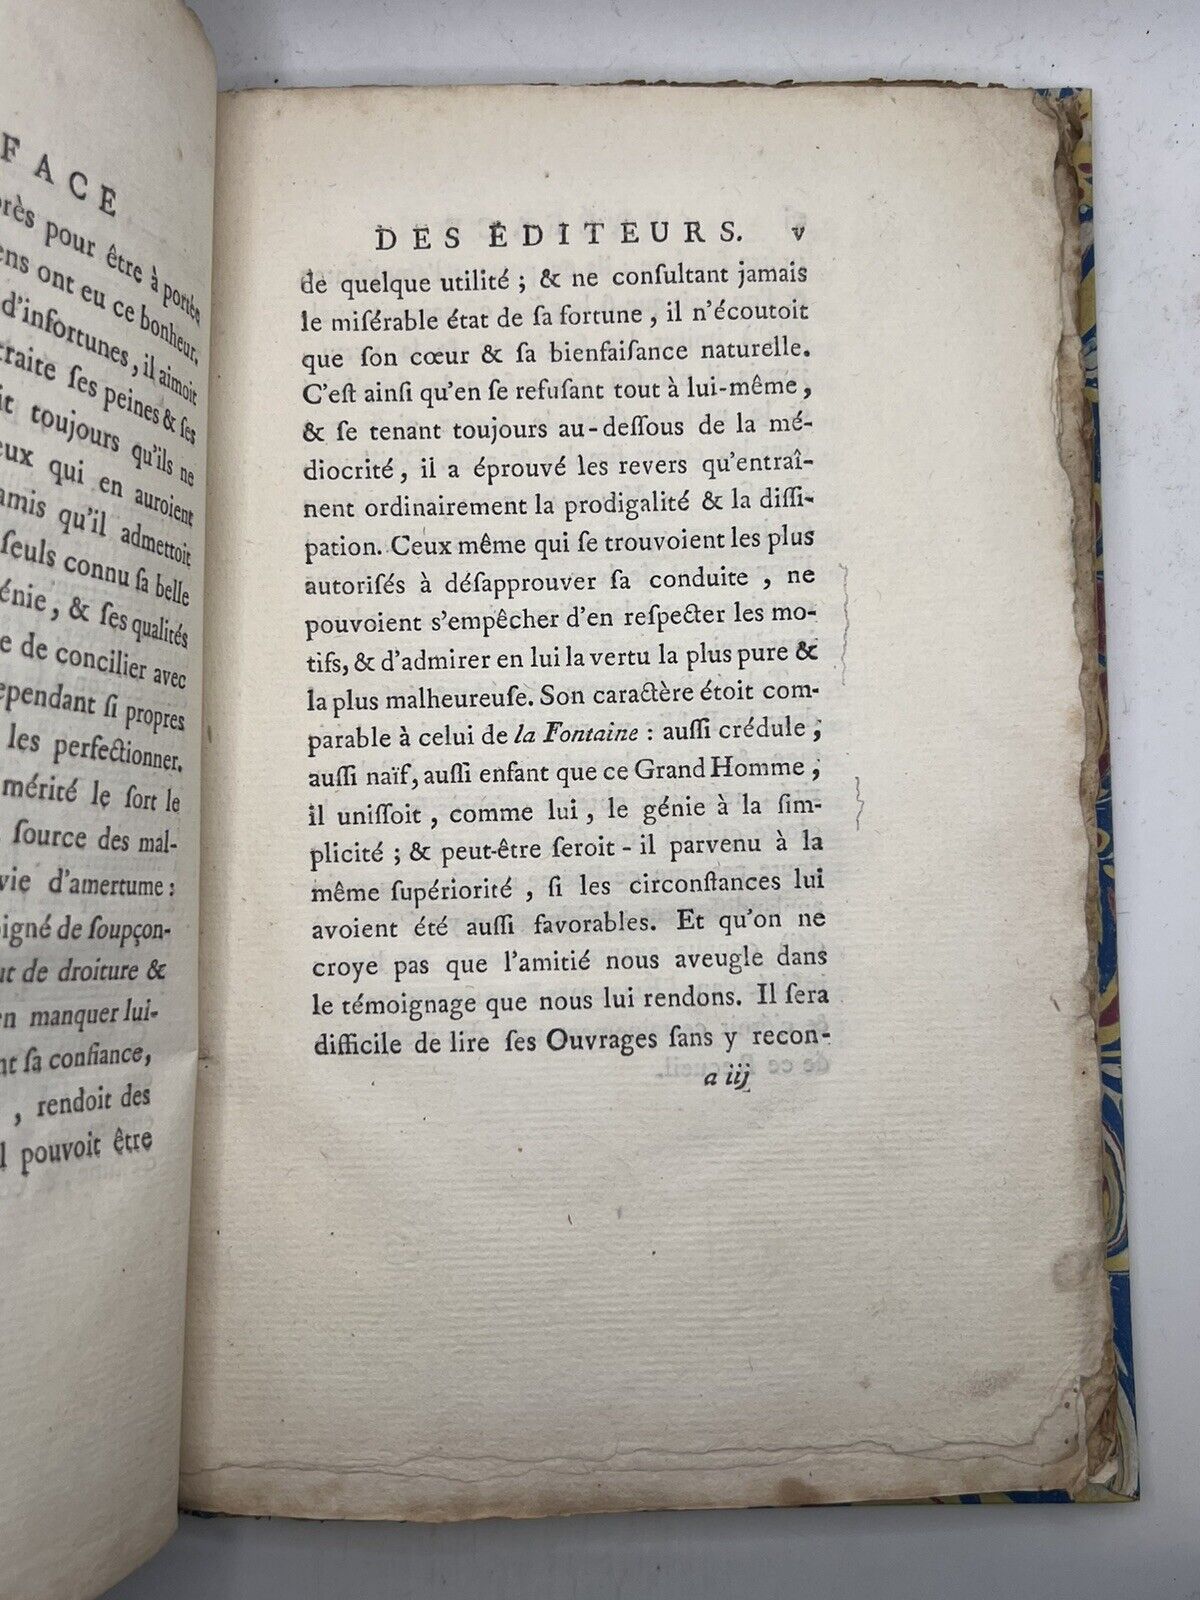 FACE
près pour être à portée
ont eu ce bonheur.
d'infortunes, il aimoit
ſes peines & ſes
toujours qu'ils ne
qui en auroient
qu'il admettoit
ſeuls connu ſa belle
& ſes qualités
de concilier avec
ſi propres
les perfectionner.
mérité le ſort le
ſource des mal-
vie d'amertume :
de ſoupçon-
de droiture &
manquer lui-
ſa confiance,
, rendoit des
pouvoit être
DES ÉDITEURS. v
de quelque utilité ; & ne conſultant jamais
le miſérable état de ſa fortune , il n'écoutoit
que ſon cœur & ſa bienfaiſance naturelle.
C'eſt ainſi qu'en ſe refuſant tout à lui-même ,
& ſe tenant toujours au-deſſous de la mé-
diocrité, il a éprouvé les revers qu'entraî-
nent ordinairement la prodigalité & la diſſi-
pation. Ceux même qui ſe trouvoient les plus
autoriſés à déſapprouver ſa conduite , ne
pouvoient s'empêcher d'en reſpecter les mo-
tifs, & d'admirer en lui la vertu la plus pure &
la plus malheureuſe. Son caractère étoit com-
parable à celui de la Fontaine : auſſi crédule ;
auſſi naïf, auſſi enfant que ce Grand Homme ;
il uniſſoit , comme lui , le génie à la ſim-
plicité ; & peut-être ſeroit-il parvenu à la
même ſupériorité , ſi les circonſtances lui
avoient été auſſi favorables. Et qu'on ne
croye pas que l'amitié nous aveugle dans
le témoignage que nous lui rendons. Il ſera
difficile de lire ſes Ouvrages ſans y recon-
a iij